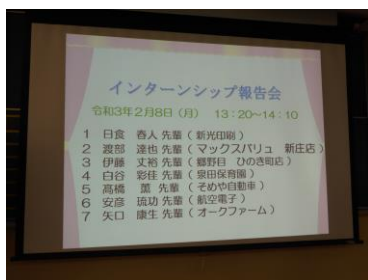 インターンシップ報告会
令和3年2月8日(月) 13:20~14:10
1 日食 春人 先輩(新光印刷)
2 渡部 達也 先輩(マックスバリュ 新庄店)
3 伊藤 丈裕 先輩(郷野目 ひのき町店)
4 白谷 彩佳 先輩(泉田保育園)
5 高橋 薫 先輩(そめや自動車)
6 安彦 琉功 先輩(航空電子)
7 矢口 康生 先輩(オークファーム)